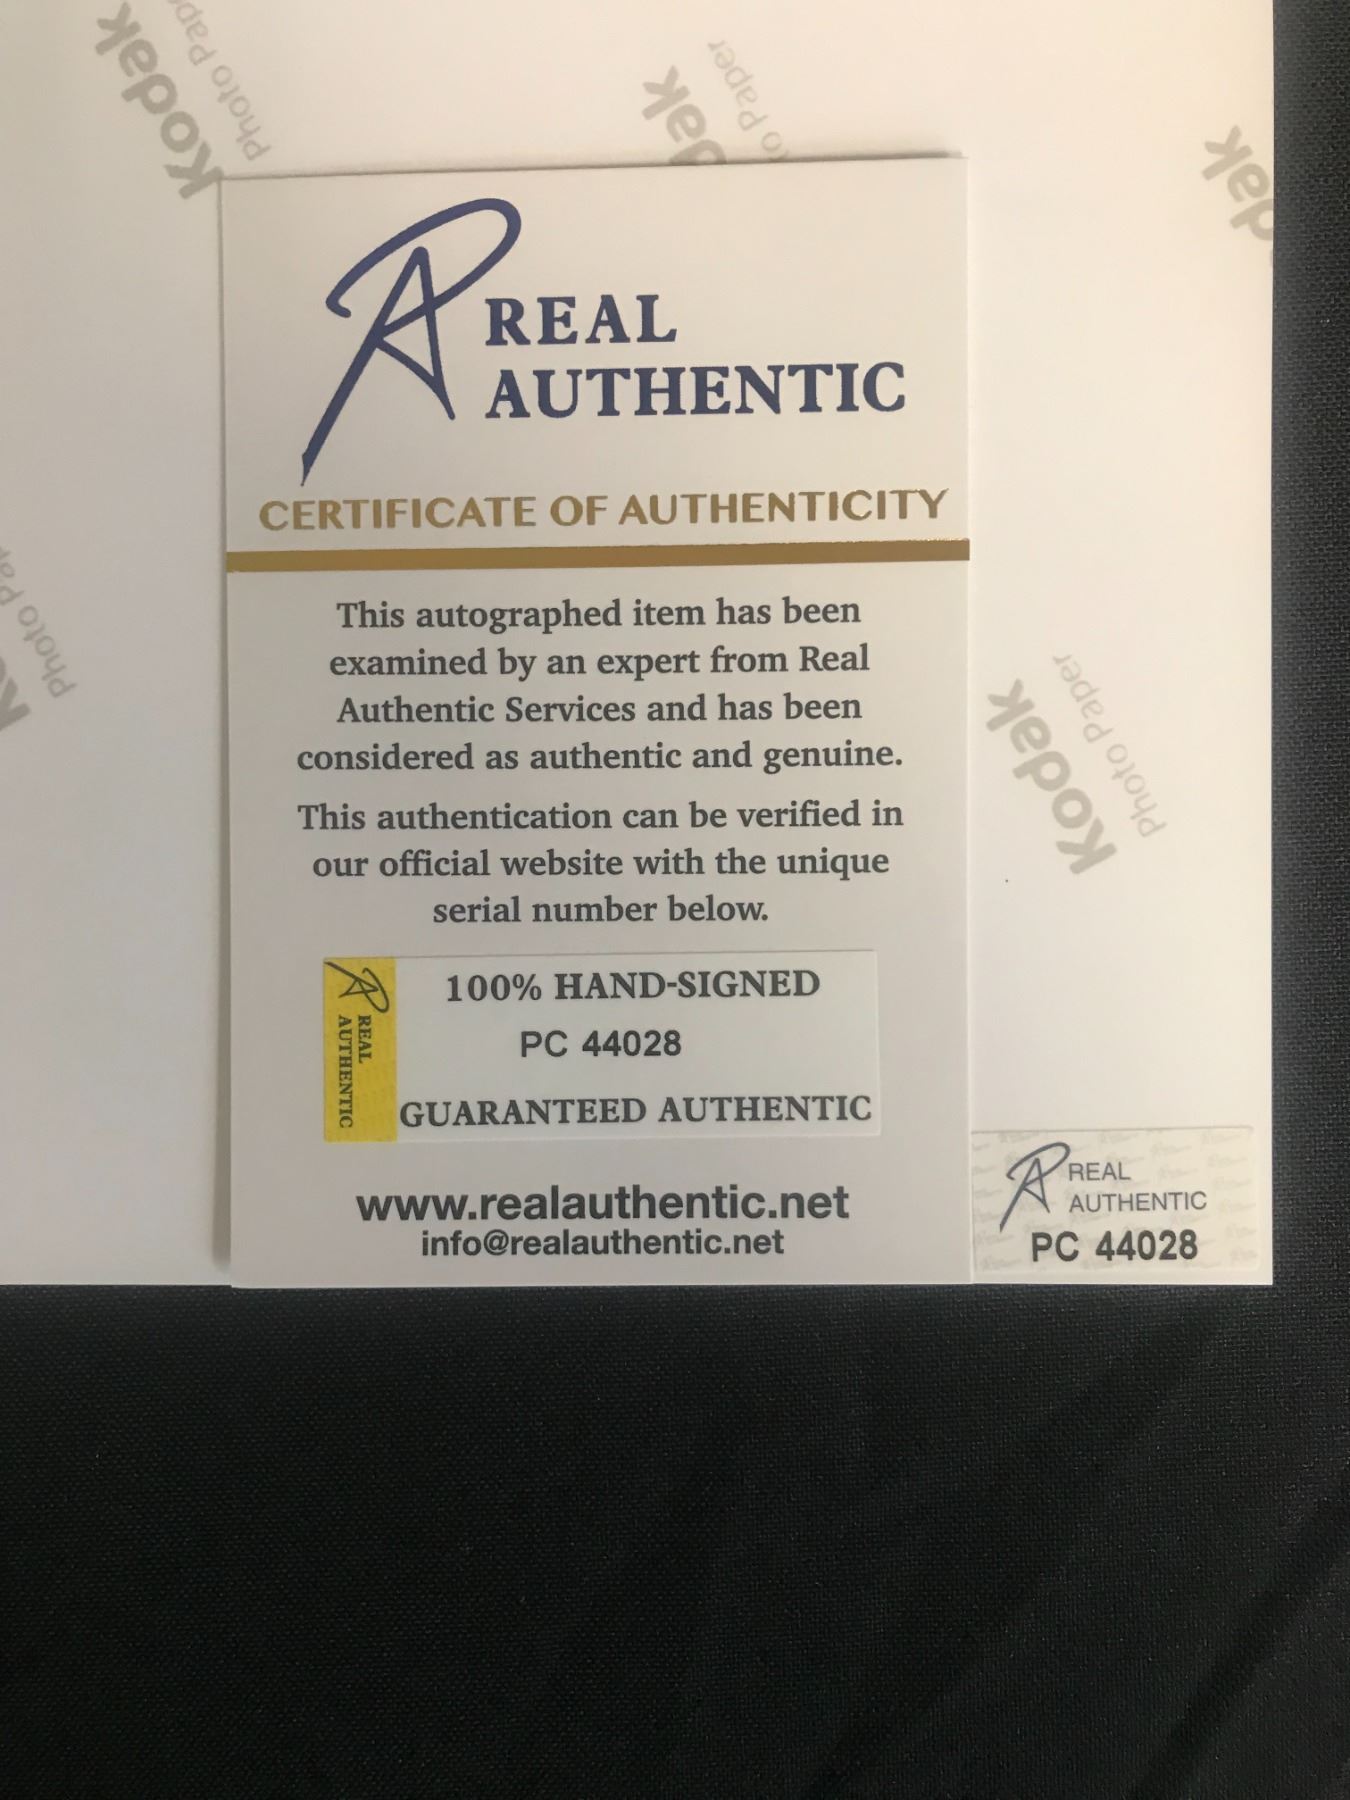 Kodak
Photo Paper
REAL
AUTHENTIC
CERTIFICATE OF AUTHENTICITY
This autographed item has been
examined by an expert from Real
Authentic Services and has been
considered as authentic and genuine.
This authentication can be verified in
our official website with the unique
serial number below.
REAL
AUTHENTIC
100% HAND-SIGNED
PC 44028
GUARANTEED AUTHENTIC
www.realauthentic.net
info@realauthentic.net
Kodak
Photo Paper
REAL
AUTHENTIC
PC 44028